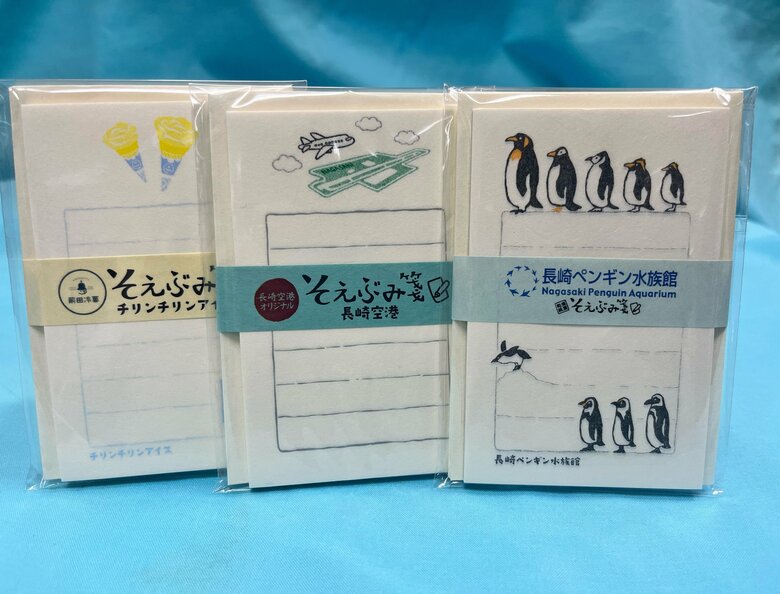 前田冷菓
そえぶみ箋
チリンチリンアイ
チリンチリンアイス
NAGASAKI
長崎空港
オリジナル
そえぶみ箋
長崎空港
長崎ペンギン水族館
Nagasaki Penguin Aquarium
そえぶみ箋
長崎ペンギン水族館